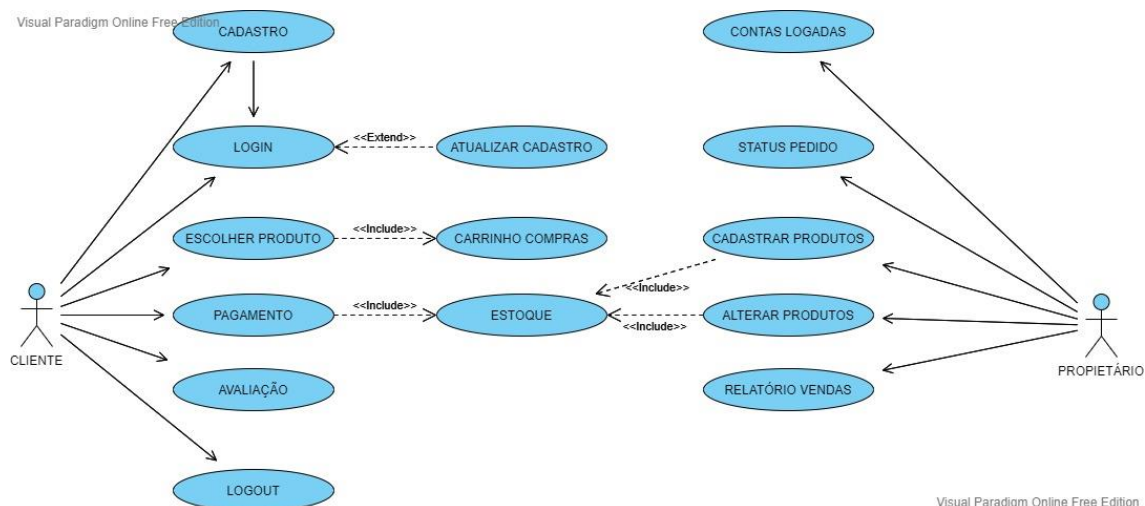 Visual Paradigm Online Free Edition
CADASTRO
CONTAS LOGADAS
LOGIN
<<Extend>>
ATUALIZAR CADASTRO
STATUS PEDIDO
ESCOLHER PRODUTO
<<Include>>
CARRINHO COMPRAS
CADASTRAR PRODUTOS
<<Include>>
PAGAMENTO
<<Include>>
ESTOQUE
<<Include>>
ALTERAR PRODUTOS
CLIENTE
PROPIETÁRIO
AVALIAÇÃO
RELATÓRIO VENDAS
LOGOUT
Visual Paradigm Online Free Edition